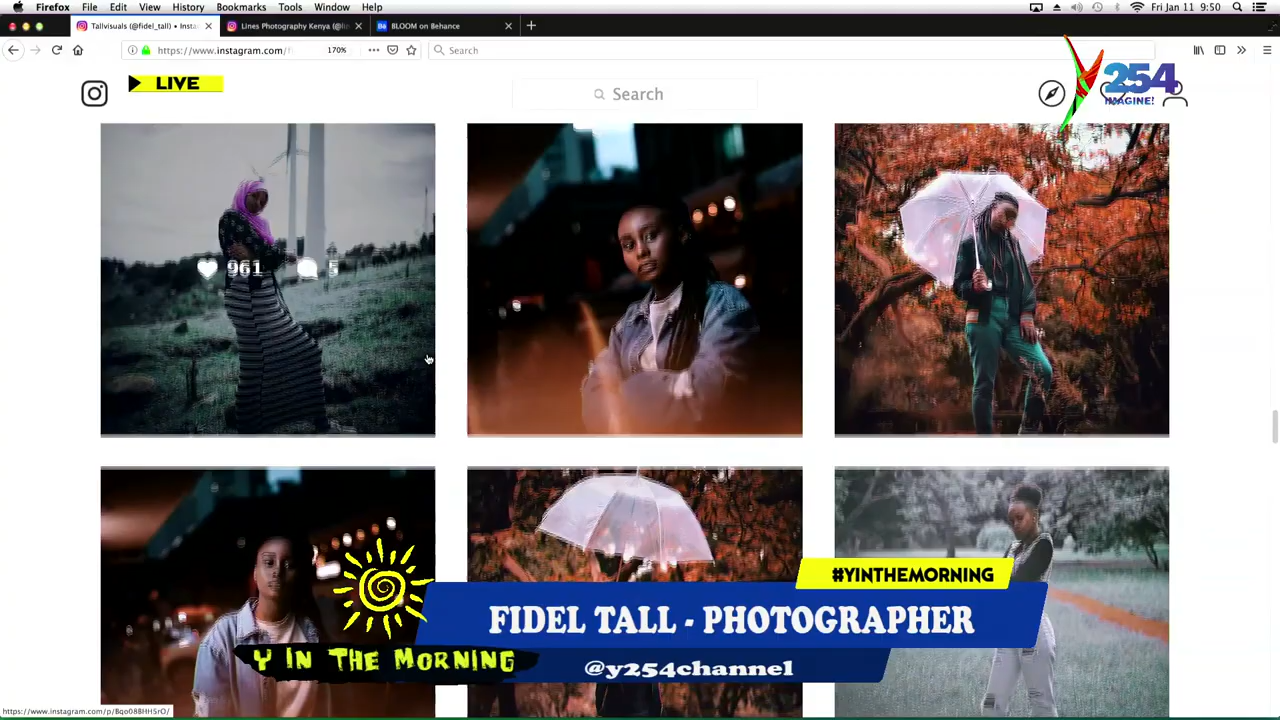 Firefox File Edit View History Bookmarks Tools Window Help Fri Jan 11 9:50
Tallvisuals (@fidel_tall) • Insta
Lines Photography Kenya (@li
Bē BLOOM on Behance
https://www.instagram.com/f
170%
Search
LIVE
Search
Y254
IMAGINE!
961 5
#YINTHEMORNING
FIDEL TALL - PHOTOGRAPHER
Y IN THE MORNING
@y254channel
https://www.instagram.com/p/Bqo08BHHSrO/